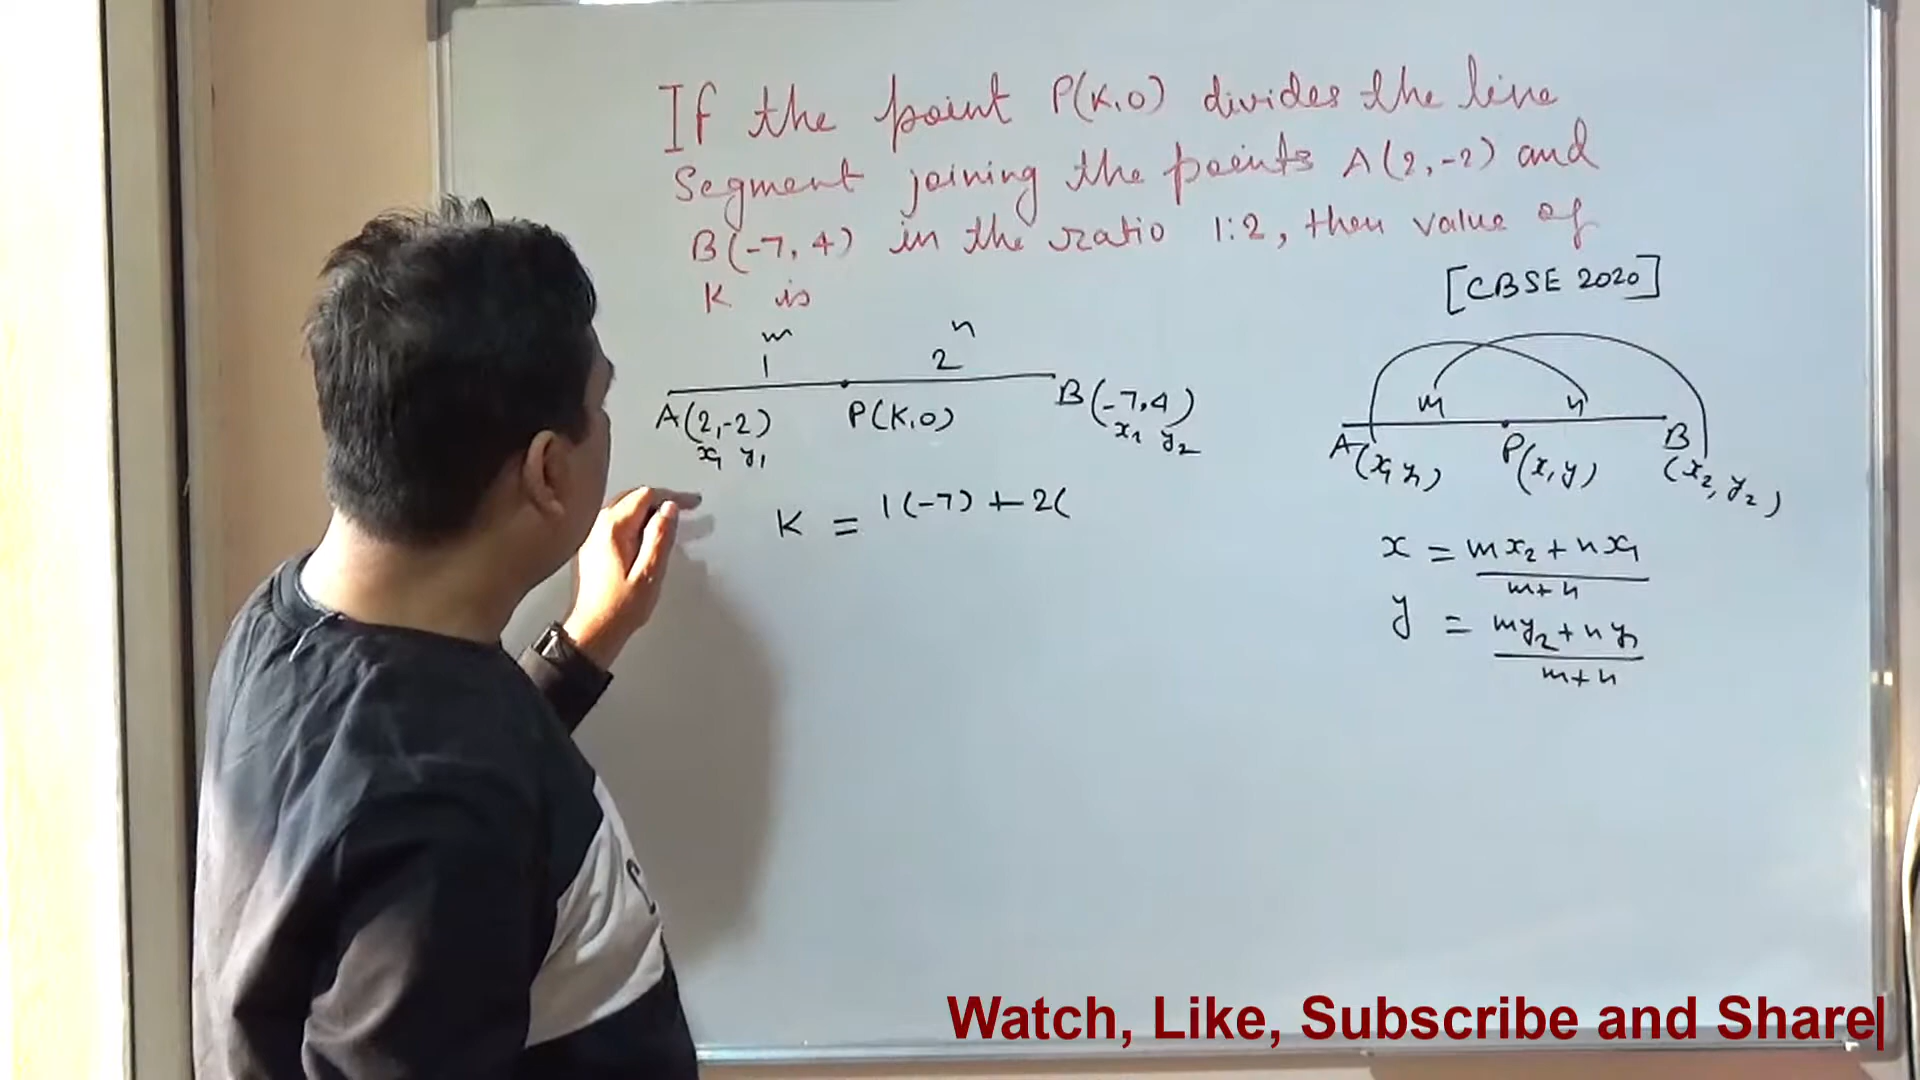 If the point P(K,0) divides the line
Segment joining the points A(2,-2) and
B(-7,4) in the ratio 1:2, then value of
K is
[CBSE 2020]
m n
1 2
A(2,-2) P(K,0) B(-7,4)
x₁ y₁ y₂
K = 1(-7) + 2(
m n
A(x₁ y₁) P(x,y) B(x₂, y₂)
x = mx₂ + nx₁
m+n
y = my₂ + ny₁
m+n
Watch, Like, Subscribe and Share